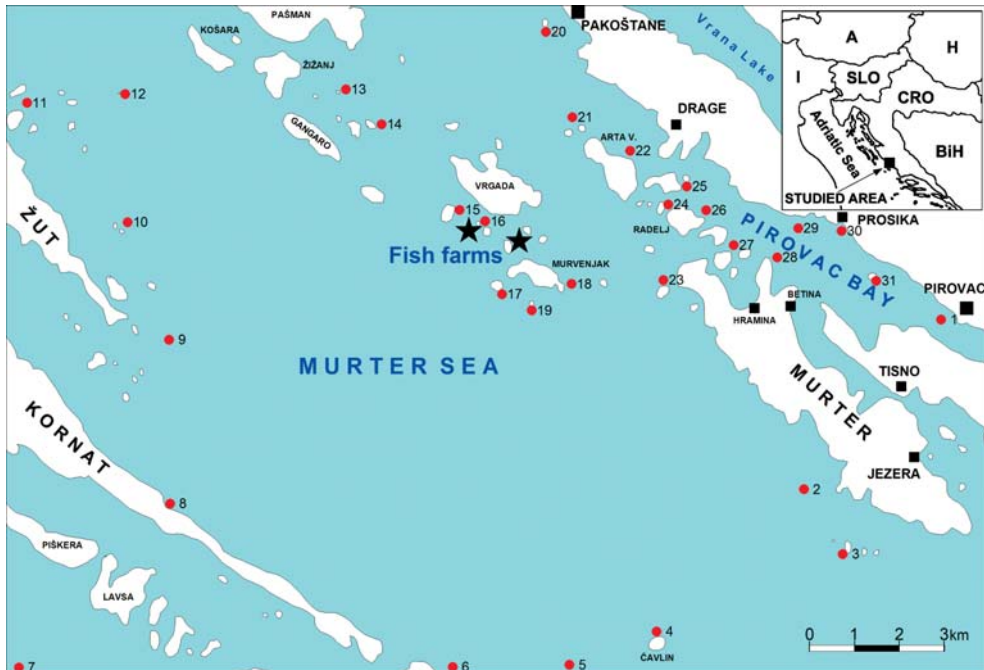 PAŠMAN
KOŠARA
20
PAKOŠTANE
Vrana Lake
A
H
I
SLO
CRO
Adriatic Sea
BiH
STUDIED AREA
ŽIŽANJ
13
12
11
DRAGE
GANGARO
14
21
ARTA V.
22
VRGADA
25
24
26
15
16
RADELJ
PROSIKA
29
30
10
ŽUT
Fish farms
27
28
PIROVAC BAY
MURVENJAK
17
18
23
31
PIROVAC
BETINA
19
HRAMINA
1
9
MURTER SEA
TISNO
MURTER
KORNAT
JEZERA
2
8
PIŠKERA
3
LAVSA
4
ČAVLIN
0 1 2 3km
7
6
5